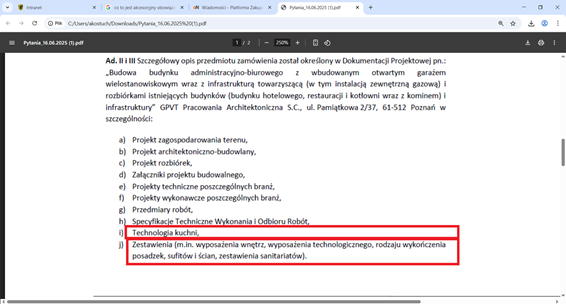 Intranet
co to jest akcesoryjny obowiąz
Wiadomości - Platforma Zaku
Pytania_16.06.2025 (1).pdf
Plik
C:/Users/akostuch/Downloads/Pytania_16.06.2025%20(1).pdf
Pytania_16.06.2025 (1).pdf
1 / 2
250%
Ad. II i III Szczegółowy opis przedmiotu zamówienia został określony w Dokumentacji Projektowej pn.:
„Budowa budynku administracyjno-biurowego z wbudowanym otwartym garażem
wielostanowiskowym wraz z infrastrukturą towarzyszącą (w tym instalacją zewnętrzną gazową) i
rozbiórkami istniejących budynków (budynku hotelowego, restauracji i kotłowni wraz z kominem) i
infrastruktury" GPVT Pracowania Architektoniczna S.C., ul. Pamiątkowa 2/37, 61-512 Poznań w
szczególności:
a) Projekt zagospodarowania terenu,
b) Projekt architektoniczno-budowlany,
c) Projekt rozbiórek,
d) Załączniki projektu budowalnego,
e) Projekty techniczne poszczególnych branż,
f) Projekty wykonawcze poszczególnych branż,
g) Przedmiary robót,
h) Specyfikacje Techniczne Wykonania i Odbioru Robót,
i) Technologia kuchni,
j) Zestawienia (m.in. wyposażenia wnętrz, wyposażenia technologicznego, rodzaju wykończenia
posadzek, sufitów i ścian, zestawienia sanitariatów).